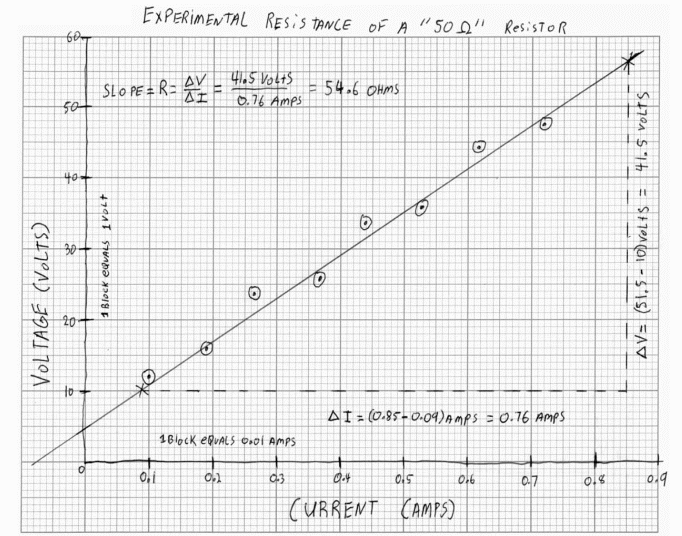 EXPERIMENTAL RESISTANCE OF A "50 Ω" RESISTOR
60
SLOPE = R = ΔV/ΔI = 41.5 VOLTS/0.76 AMPS = 54.6 OHMS
50
40
30
20
10
0
VOLTAGE (VOLTS)
1 BLOCK EQUALS 1 VOLT
ΔV = (51.5 - 10) VOLTS = 41.5 VOLTS
ΔI = (0.85 - 0.09) AMPS = 0.76 AMPS
1 BLOCK EQUALS 0.01 AMPS
0.1 0.2 0.3 0.4 0.5 0.6 0.7 0.8 0.9
CURRENT (AMPS)